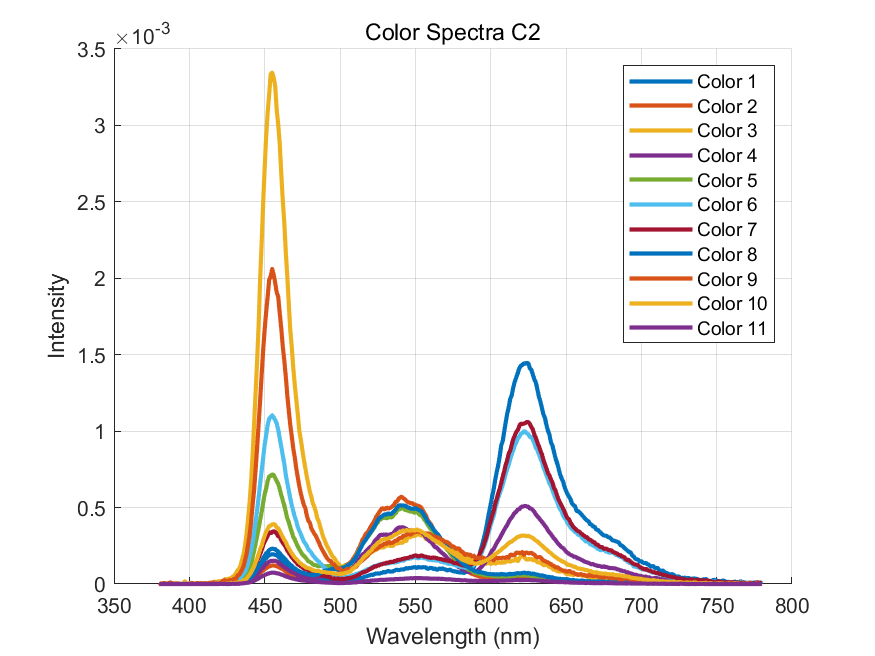 Color Spectra C2
×10-3
3.5
3
2.5
2
1.5
1
0.5
0
Intensity
350 400 450 500 550 600 650 700 750 800
Wavelength (nm)
Color 1
Color 2
Color 3
Color 4
Color 5
Color 6
Color 7
Color 8
Color 9
Color 10
Color 11